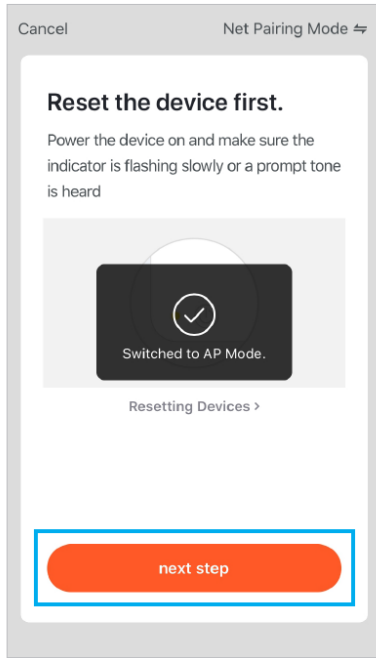 Cancel
Net Pairing Mode ⇋
Reset the device first.
Power the device on and make sure the
indicator is flashing slowly or a prompt tone
is heard
Switched to AP Mode.
Resetting Devices >
next step